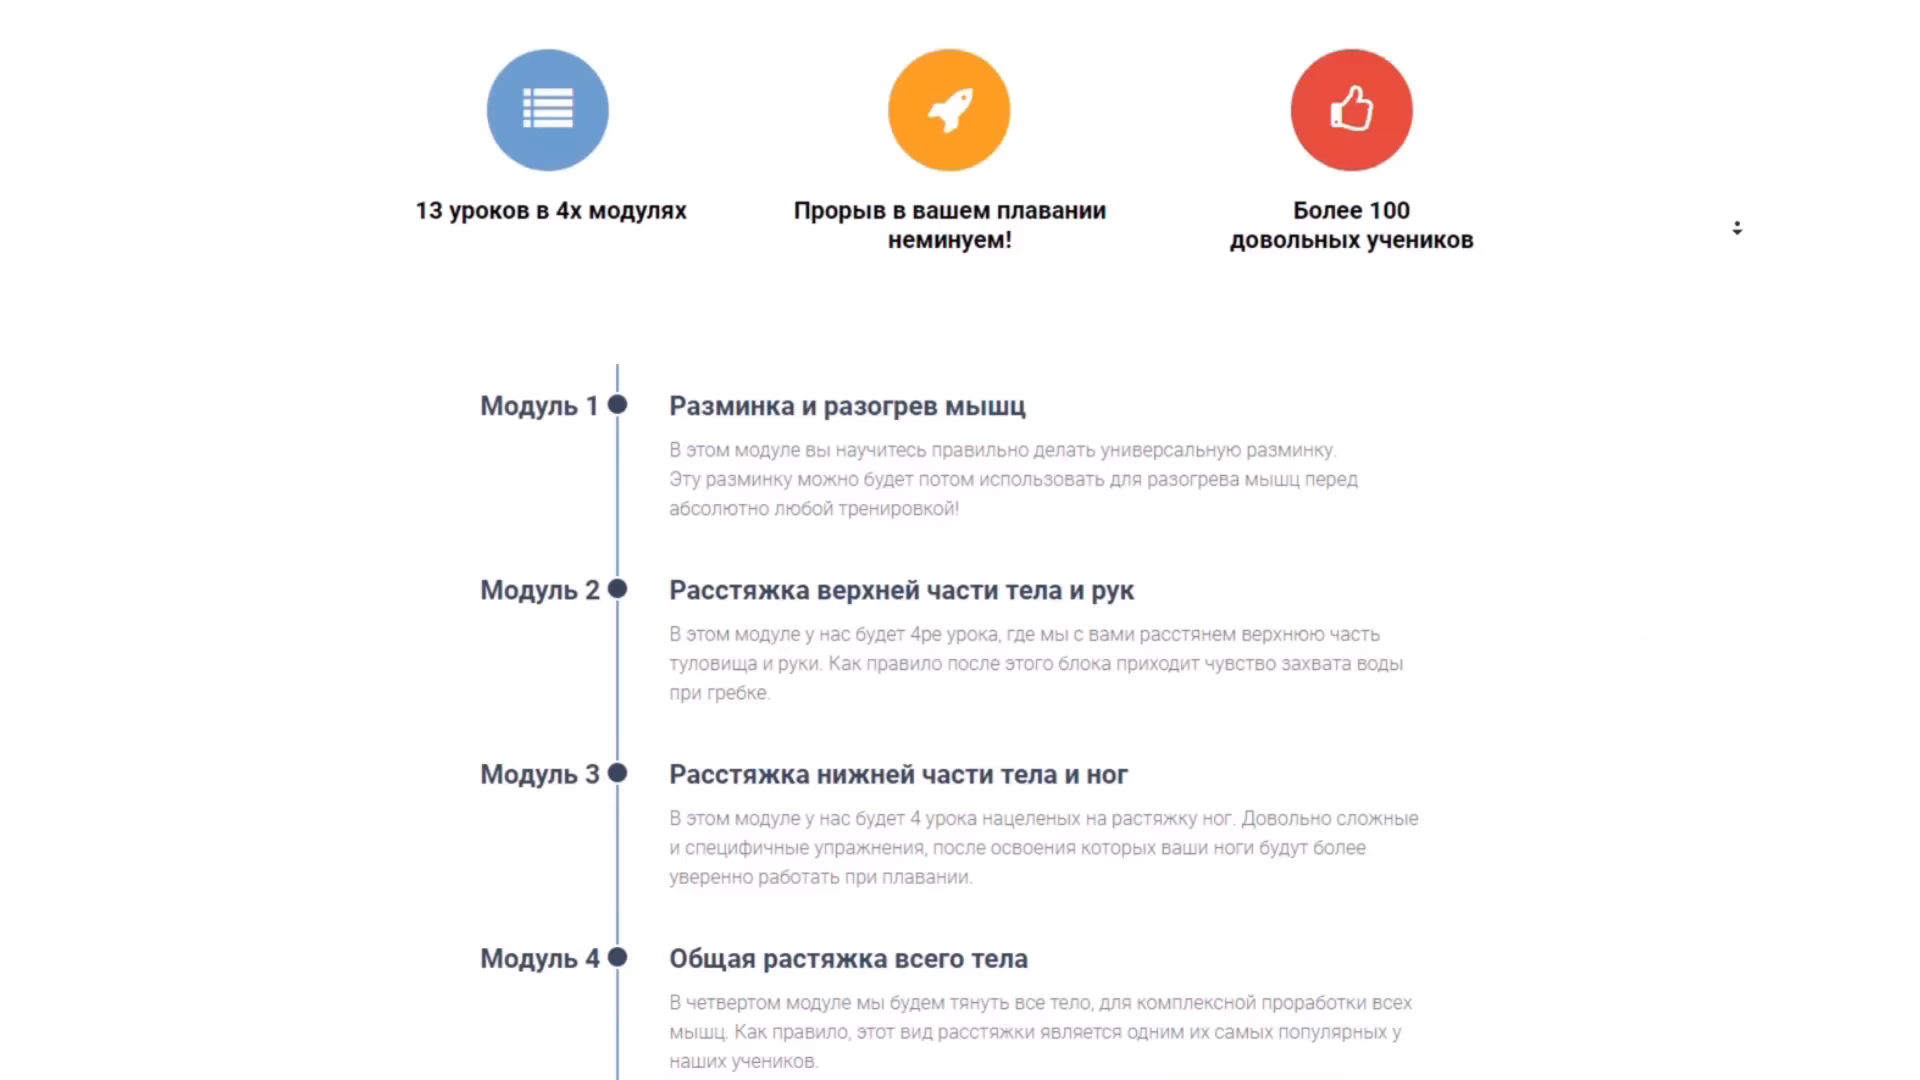 13 уроков в 4х модулях
Прорыв в вашем плавании
неминуем!
Более 100
довольных учеников
Модуль 1
Разминка и разогрев мышц
В этом модуле вы научитесь правильно делать универсальную разминку.
Эту разминку можно будет потом использовать для разогрева мышц перед
абсолютно любой тренировкой!
Модуль 2
Расстяжка верхней части тела и рук
В этом модуле у нас будет 4ре урока, где мы с вами расстянем верхнюю часть
туловища и руки. Как правило после этого блока приходит чувство захвата воды
при гребке.
Модуль 3
Расстяжка нижней части тела и ног
В этом модуле у нас будет 4 урока нацеленых на растяжку ног. Довольно сложные
и специфичные упражнения, после освоения которых ваши ноги будут более
уверенно работать при плавании.
Модуль 4
Общая растяжка всего тела
В четвертом модуле мы будем тянуть все тело, для комплексной проработки всех
мышц. Как правило, этот вид расстяжки является одним их самых популярных у
наших учеников.